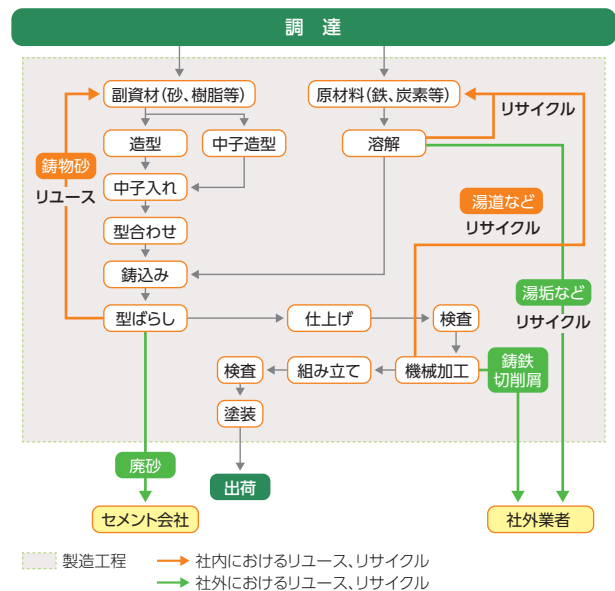 調 達
副資材(砂、樹脂等)
原材料(鉄、炭素等)
リサイクル
造型
中子造型
溶解
鋳物砂
リユース
中子入れ
湯道など
リサイクル
型合わせ
鋳込み
湯垢など
リサイクル
型ばらし
仕上げ
検査
検査
組み立て
機械加工
鋳鉄
切削屑
塗装
廃砂
出荷
セメント会社
社外業者
製造工程
社内におけるリユース、リサイクル
社外におけるリユース、リサイクル